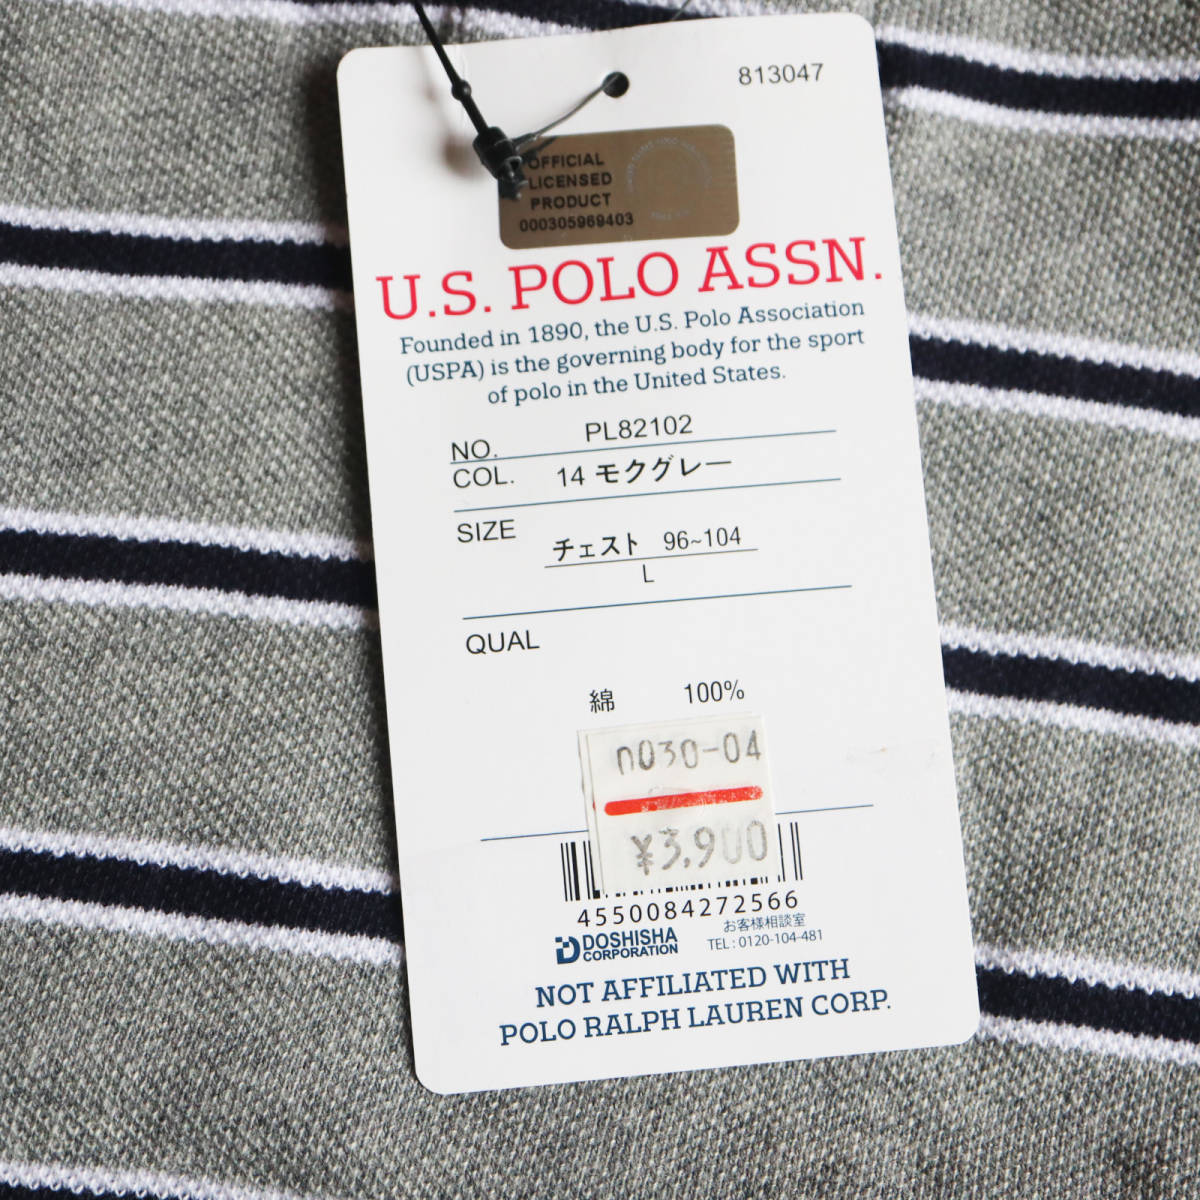 813047
OFFICIAL
LICENSED
PRODUCT
000305969403
U.S. POLO ASSN.
Founded in 1890, the U.S. Polo Association
(USPA) is the governing body for the sport
of polo in the United States.
NO. PL82102
COL. 14 モクグレー
SIZE チェスト 96~104
L
QUAL
綿 100%
n030-04
¥3,900
4550084272566
DOSHISHA
CORPORATION
お客様相談室
TEL : 0120-104-481
NOT AFFILIATED WITH
POLO RALPH LAUREN CORP.